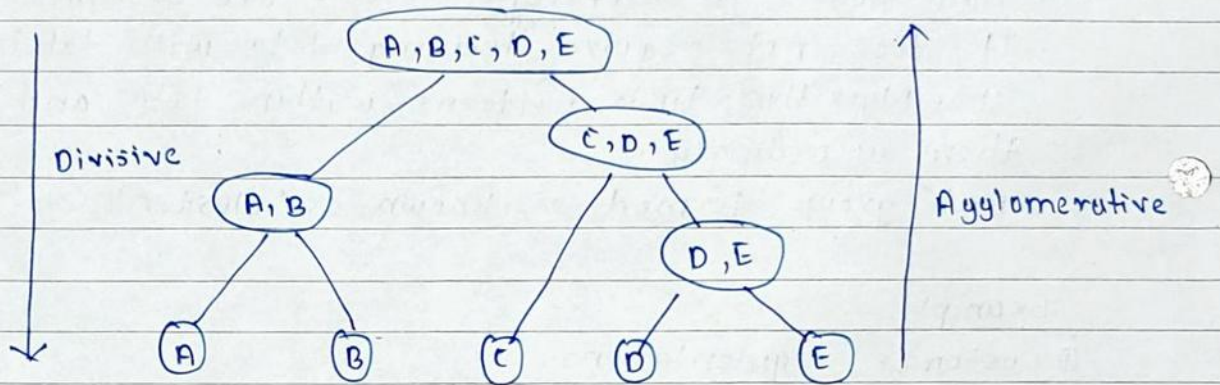 A, B, C, D, E
C, D, E
Divisive
A, B
Agglomerative
D, E
A
B
C
D
E